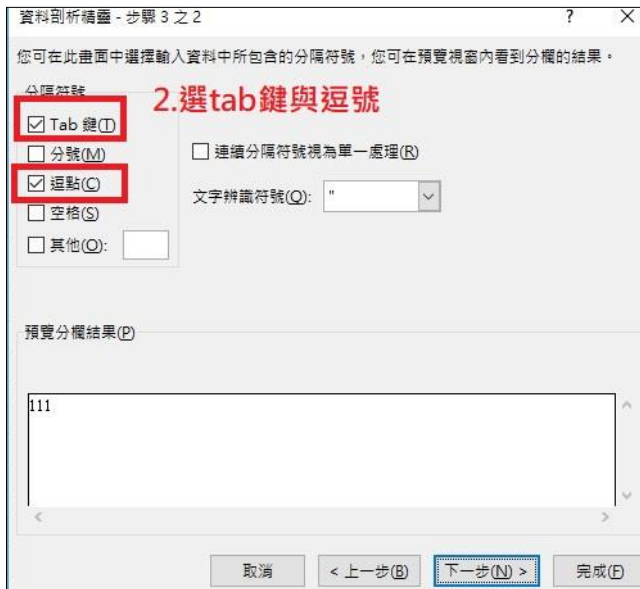 資料剖析精靈 - 步驟 3 之 2
? X
您可在此畫面中選擇輸入資料中所包含的分隔符號，您可在預覽視窗內看到分欄的結果。
分隔符號
2.選tab鍵與逗號
Tab 鍵(T)
分號(M)
連續分隔符號視為單一處理(R)
逗點(C)
文字辨識符號(Q): "
空格(S)
其他(O):
預覽分欄結果(P)
111
取消
< 上一步(B)
下一步(N) >
完成(F)